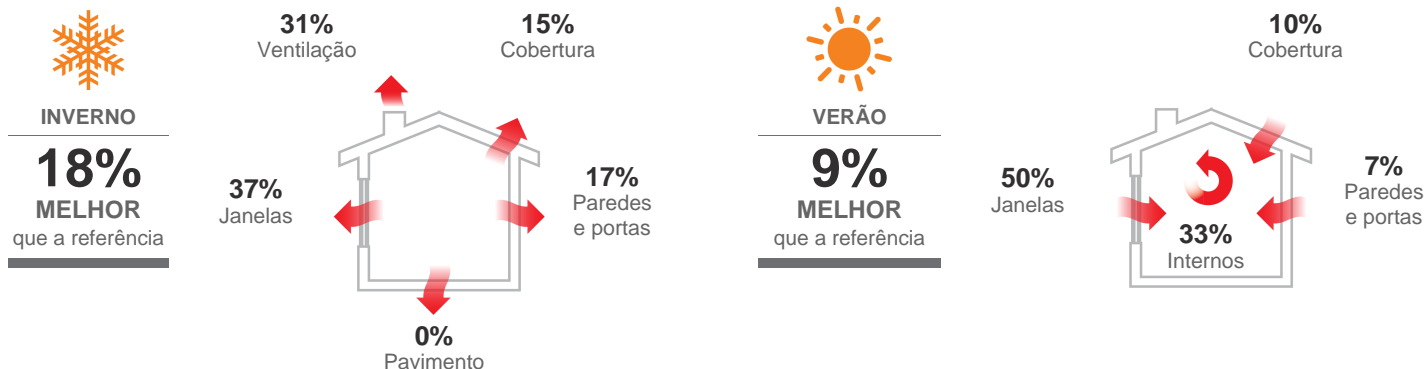 INVERNO
18%
MELHOR
que a referência
31%
Ventilação
15%
Cobertura
37%
Janelas
17%
Paredes
e portas
0%
Pavimento
VERÃO
9%
MELHOR
que a referência
10%
Cobertura
50%
Janelas
7%
Paredes
e portas
33%
Internos